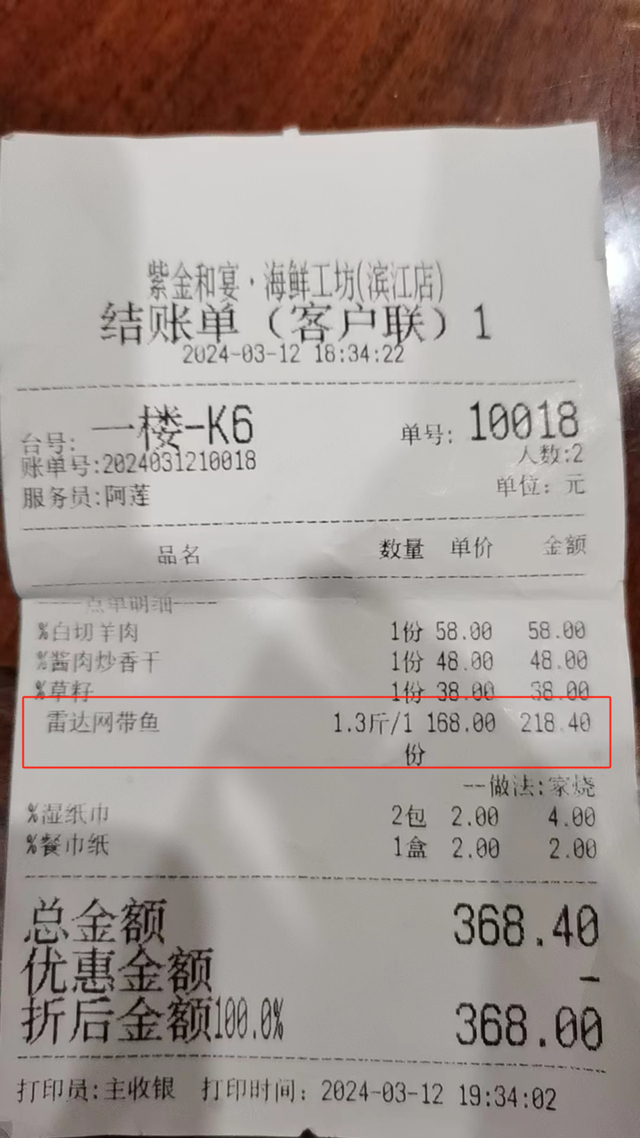 紫金和宴·海鲜工坊(滨江店)
结账单（客户联）1
2024-03-12 18:34:22
台号: 一楼-K6 单号: 10018
账单号:2024031210018 人数:2
服务员:阿莲 单位: 元
品名 数量 单价 金额
-----点单明细-----
%白切羊肉 1份 58.00 58.00
%酱肉炒香干 1份 48.00 48.00
%草籽 1份 38.00 38.00
雷达网带鱼 1.3斤/1 168.00 218.40
份
--做法:家烧
%湿纸巾 2包 2.00 4.00
%餐巾纸 1盒 2.00 2.00
总金额 368.40
优惠金额 -
折后金额100.0% 368.00
打印员:主收银 打印时间: 2024-03-12 19:34:02